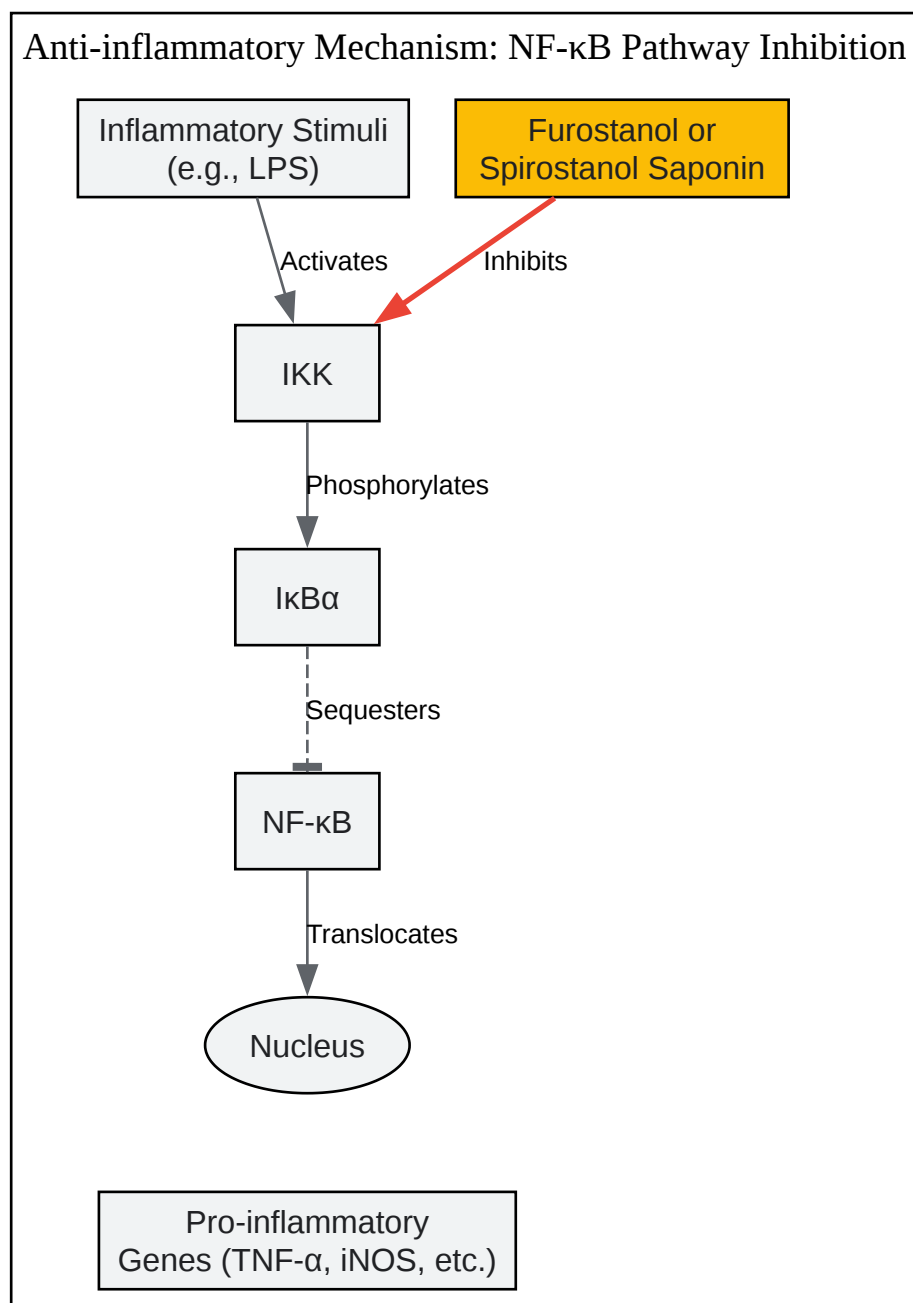 Anti-inflammatory Mechanism: NF-κB Pathway Inhibition
Inflammatory Stimuli
(e.g., LPS)
Furostanol or
Spirostanol Saponin
Activates
Inhibits
IKK
Phosphorylates
IκBα
Sequesters
NF-κB
Translocates
Nucleus
Pro-inflammatory
Genes (TNF-α, iNOS, etc.)